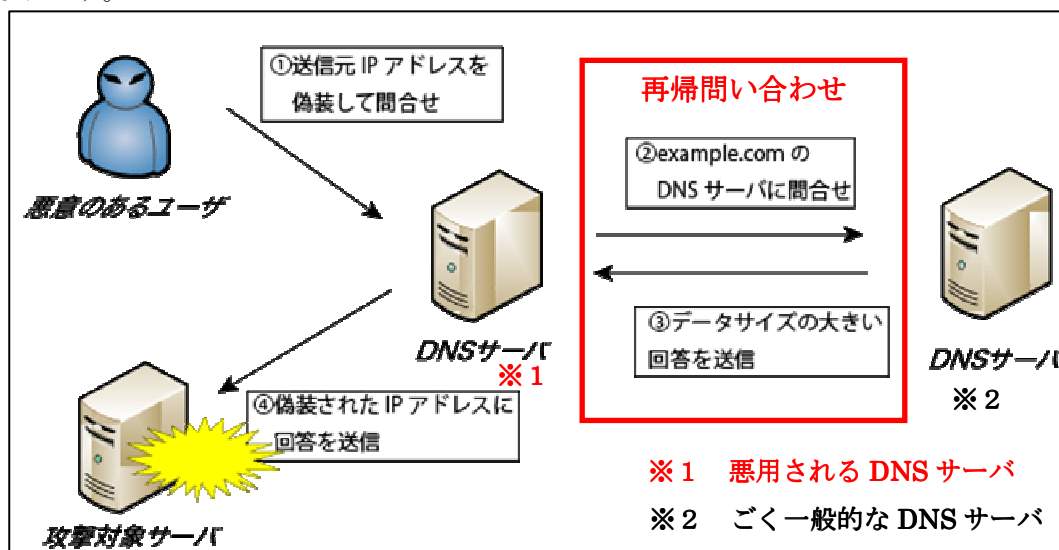 ①送信元 IP アドレスを
偽装して問合せ
再帰問い合わせ
②example.com の
DNS サーバに問合せ
悪意のあるユーザ
③データサイズの大きい
回答を送信
DNSサーバ
※1
DNSサーバ
※2
④偽装された IP アドレスに
回答を送信
※1 悪用される DNS サーバ
※2 ごく一般的な DNS サーバ
攻撃対象サーバ